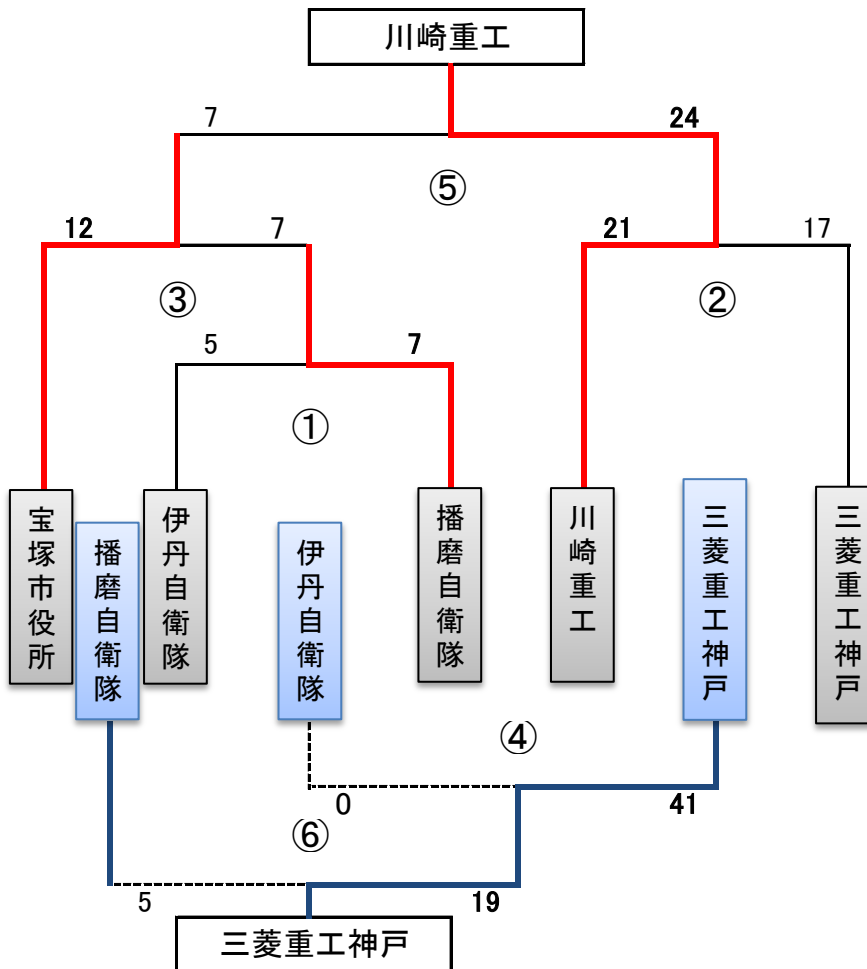 川崎重工
7
24
⑤
12
7
21
17
③
②
5
7
①
宝塚市役所
播磨自衛隊
伊丹自衛隊
伊丹自衛隊
播磨自衛隊
川崎重工
三菱重工神戸
三菱重工神戸
④
0
41
⑥
5
19
三菱重工神戸